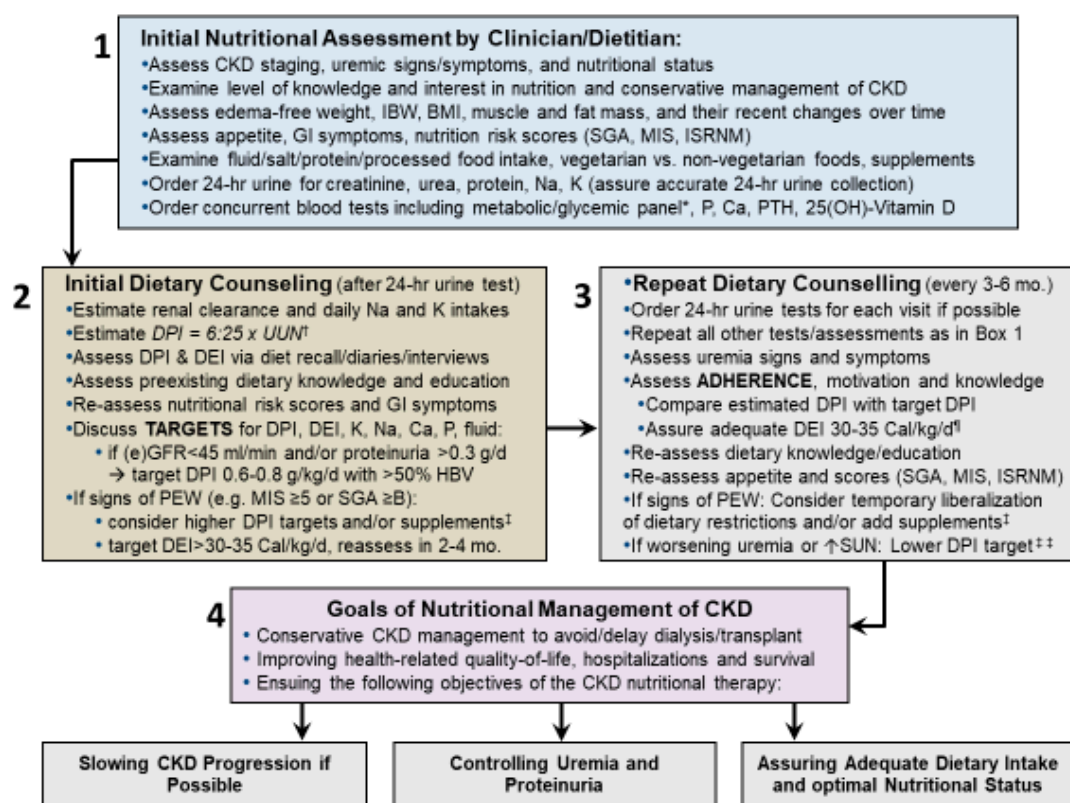 1
Initial Nutritional Assessment by Clinician/Dietitian:
•Assess CKD staging, uremic signs/symptoms, and nutritional status
•Examine level of knowledge and interest in nutrition and conservative management of CKD
•Assess edema-free weight, IBW, BMI, muscle and fat mass, and their recent changes over time
•Assess appetite, GI symptoms, nutrition risk scores (SGA, MIS, ISRNM)
•Examine fluid/salt/protein/processed food intake, vegetarian vs. non-vegetarian foods, supplements
•Order 24-hr urine for creatinine, urea, protein, Na, K (assure accurate 24-hr urine collection)
•Order concurrent blood tests including metabolic/glycemic panel*, P, Ca, PTH, 25(OH)-Vitamin D
2
Initial Dietary Counseling (after 24-hr urine test)
•Estimate renal clearance and daily Na and K intakes
•Estimate DPI = 6:25 x UUN†
•Assess DPI & DEI via diet recall/diaries/interviews
•Assess preexisting dietary knowledge and education
•Re-assess nutritional risk scores and GI symptoms
•Discuss TARGETS for DPI, DEI, K, Na, Ca, P, fluid:
• if (e)GFR<45 ml/min and/or proteinuria >0.3 g/d
→ target DPI 0.6-0.8 g/kg/d with >50% HBV
•If signs of PEW (e.g. MIS ≥5 or SGA ≥B):
• consider higher DPI targets and/or supplements‡
• target DEI>30-35 Cal/kg/d, reassess in 2-4 mo.
3
•Repeat Dietary Counselling (every 3-6 mo.)
•Order 24-hr urine tests for each visit if possible
•Repeat all other tests/assessments as in Box 1
•Assess uremia signs and symptoms
•Assess ADHERENCE, motivation and knowledge
•Compare estimated DPI with target DPI
•Assure adequate DEI 30-35 Cal/kg/d¶
•Re-assess dietary knowledge/education
•Re-assess appetite and scores (SGA, MIS, ISRNM)
•If signs of PEW: Consider temporary liberalization
of dietary restrictions and/or add supplements‡
•If worsening uremia or ↑SUN: Lower DPI target‡‡
4
Goals of Nutritional Management of CKD
• Conservative CKD management to avoid/delay dialysis/transplant
• Improving health-related quality-of-life, hospitalizations and survival
• Ensuing the following objectives of the CKD nutritional therapy:
Slowing CKD Progression if
Possible
Controlling Uremia and
Proteinuria
Assuring Adequate Dietary Intake
and optimal Nutritional Status